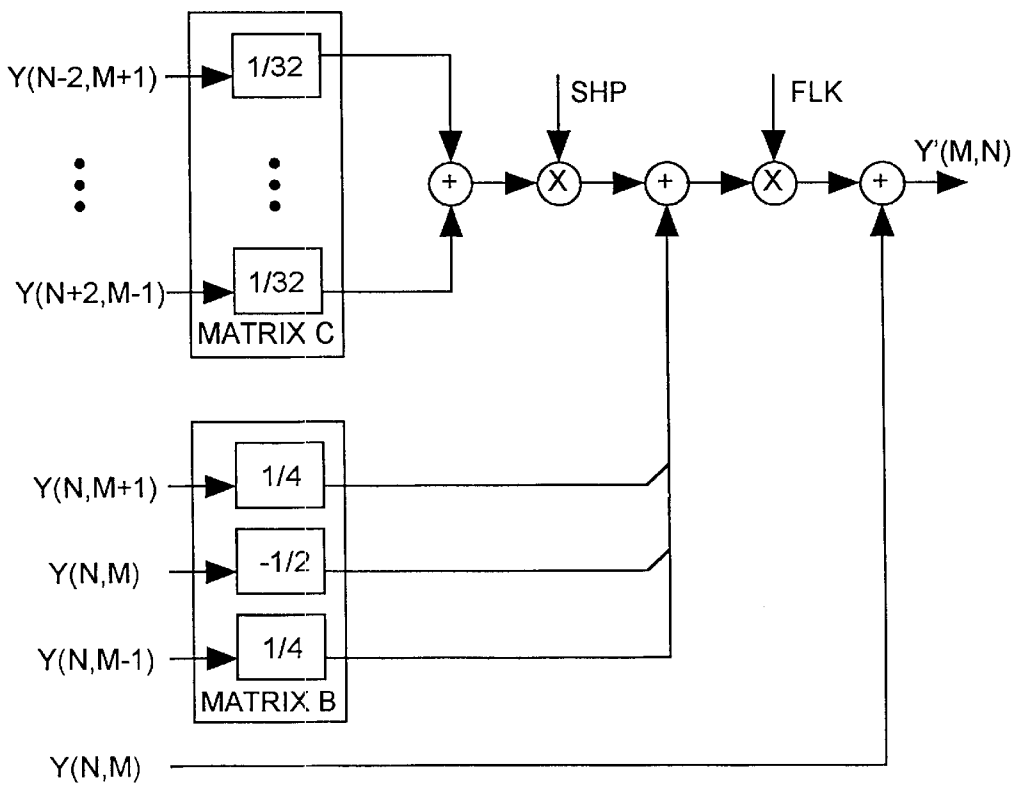 Y(N-2,M+1)
1/32
SHP
FLK
Y'(M,N)
+
X
+
X
+
Y(N+2,M-1)
1/32
MATRIX C
Y(N,M+1)
1/4
Y(N,M)
-1/2
Y(N,M-1)
1/4
MATRIX B
Y(N,M)